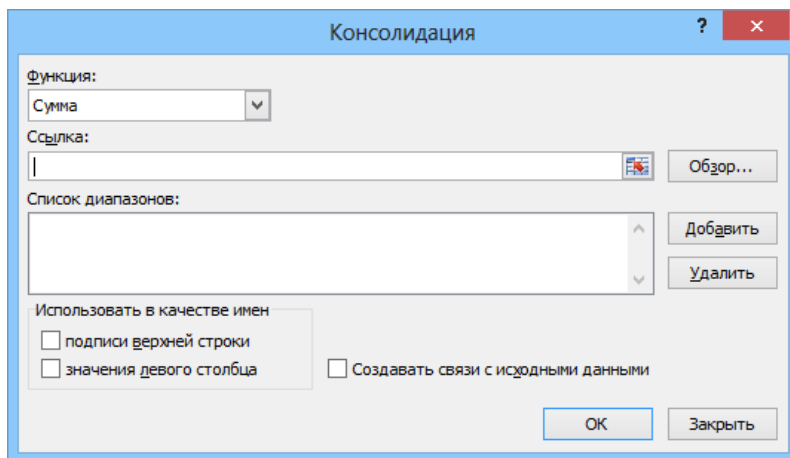 Консолидация
?
Функция:
Сумма
Ссылка:
Обзор...
Список диапазонов:
Добавить
Удалить
Использовать в качестве имен
подписи верхней строки
значения левого столбца
Создавать связи с исходными данными
ОК
Закрыть